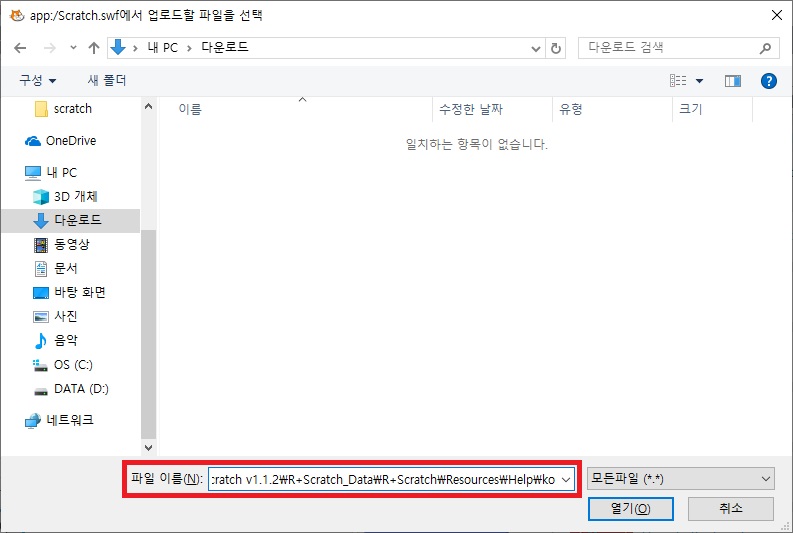 app:/Scratch.swf에서 업로드할 파일을 선택
내 PC > 다운로드
다운로드 검색
구성
새 폴더
이름
수정한 날짜
유형
크기
일치하는 항목이 없습니다.
scratch
OneDrive
내 PC
3D 개체
다운로드
동영상
문서
바탕 화면
사진
음악
OS (C:)
DATA (D:)
네트워크
파일 이름(N): cratch v1.1.2₩R+Scratch_Data₩R+Scratch₩Resources₩Help₩ko
모든파일 (*.*)
열기(O)
취소